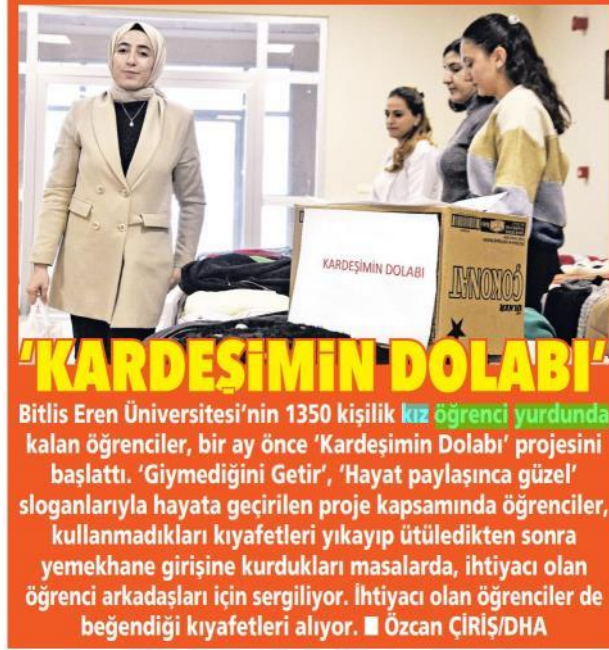 KARDEŞİMİN DOLABI
ÇOKONAT
ÜLKER
'KARDEŞİMİN DOLABI'
Bitlis Eren Üniversitesi'nin 1350 kişilik kız öğrenci yurdunda
kalan öğrenciler, bir ay önce 'Kardeşimin Dolabı' projesini
başlattı. 'Giymediğini Getir', 'Hayat paylaşınca güzel'
sloganlarıyla hayata geçirilen proje kapsamında öğrenciler,
kullanmadıkları kıyafetleri yıkayıp ütüledikten sonra
yemekhane girişine kurdukları masalarda, ihtiyacı olan
öğrenci arkadaşları için sergiliyor. İhtiyacı olan öğrenciler de
beğendiği kıyafetleri alıyor. ■ Özcan ÇİRİŞ/DHA